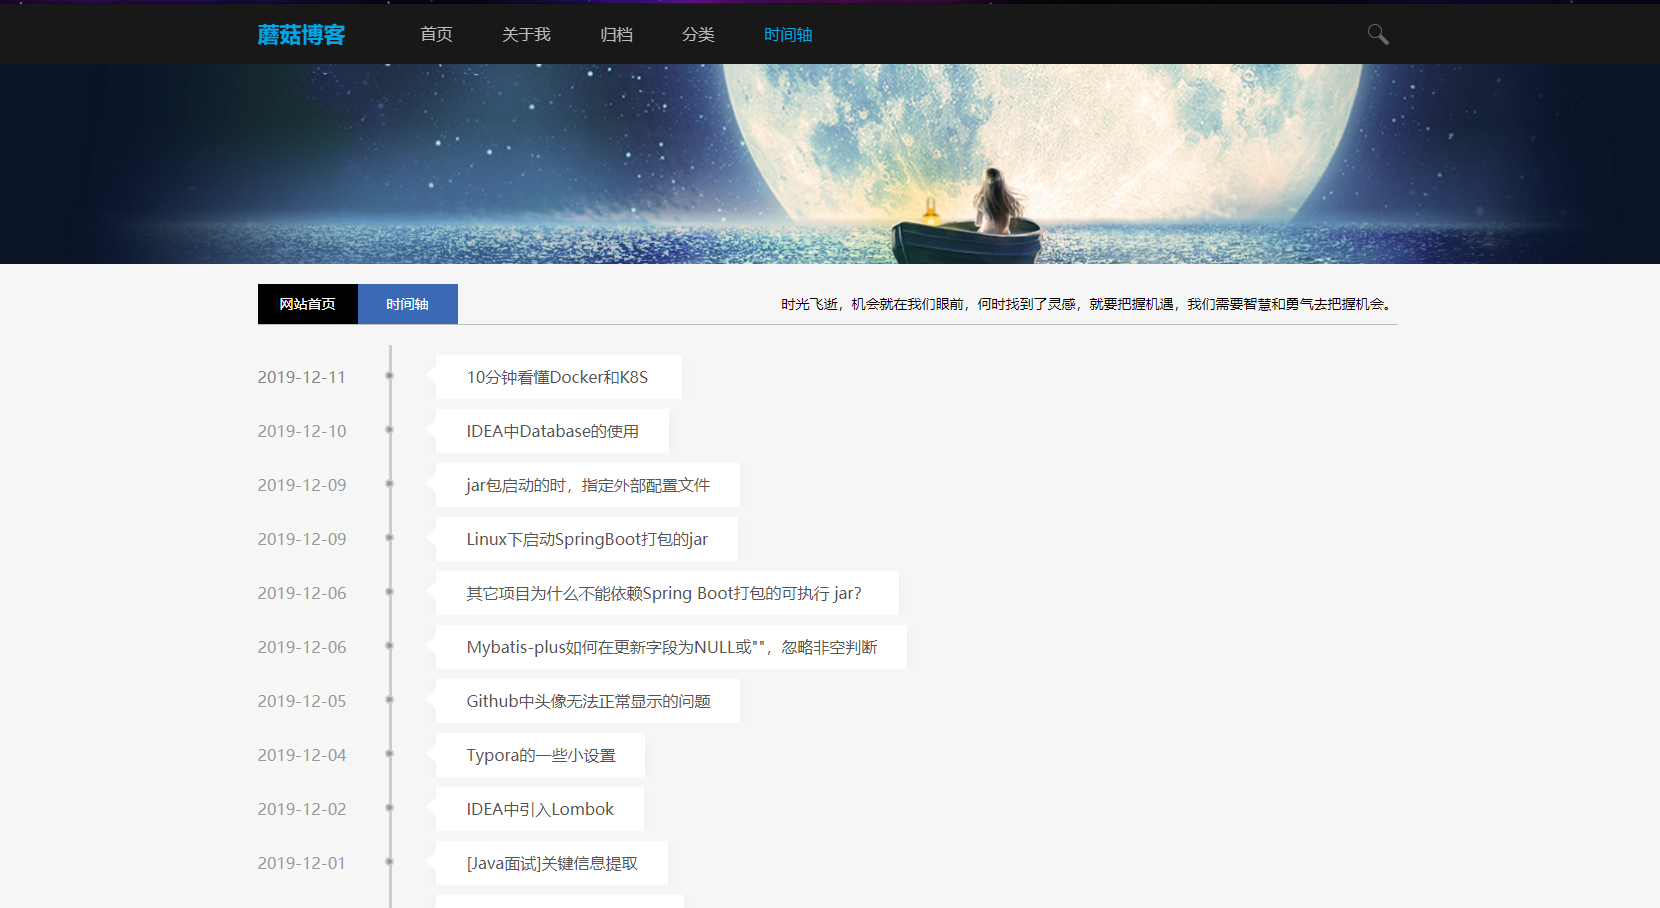 蘑菇博客 首页 关于我 归档 分类 时间轴
网站首页 时间轴 时光飞逝，机会就在我们眼前，何时找到了灵感，就要把握机遇，我们需要智慧和勇气去把握机会。
2019-12-11 10分钟看懂Docker和K8S
2019-12-10 IDEA中Database的使用
2019-12-09 jar包启动的时，指定外部配置文件
2019-12-09 Linux下启动SpringBoot打包的jar
2019-12-06 其它项目为什么不能依赖Spring Boot打包的可执行 jar？
2019-12-06 Mybatis-plus如何在更新字段为NULL或""，忽略非空判断
2019-12-05 Github中头像无法正常显示的问题
2019-12-04 Typora的一些小设置
2019-12-02 IDEA中引入Lombok
2019-12-01 [Java面试]关键信息提取